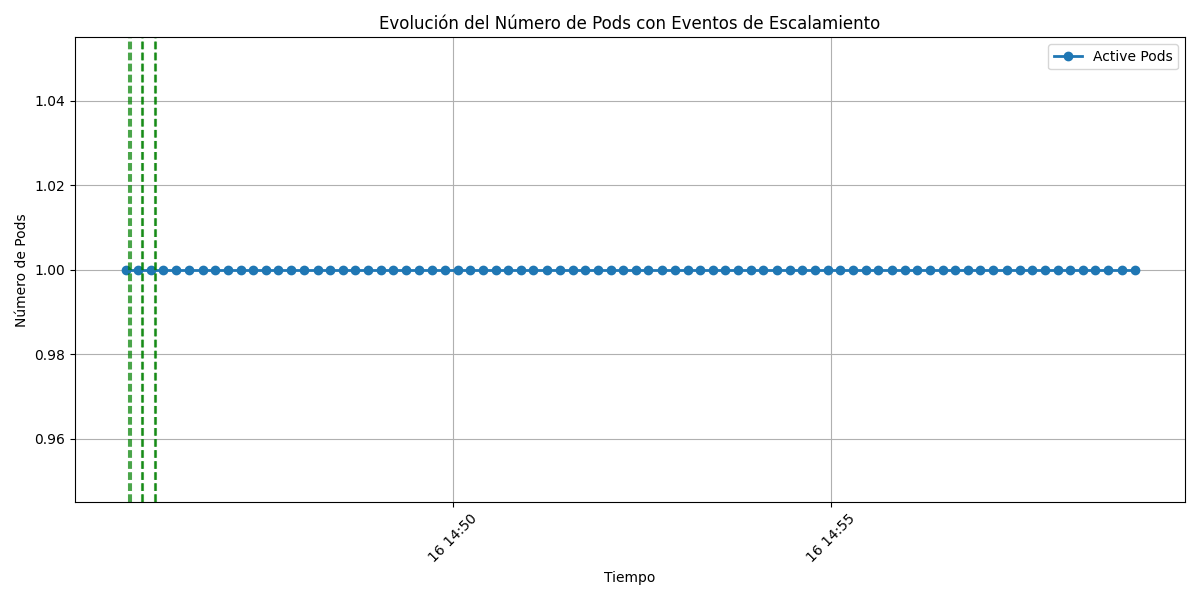 Evolución del Número de Pods con Eventos de Escalamiento
Active Pods
1.04
1.02
1.00
0.98
0.96
Número de Pods
16 14:50
16 14:55
Tiempo